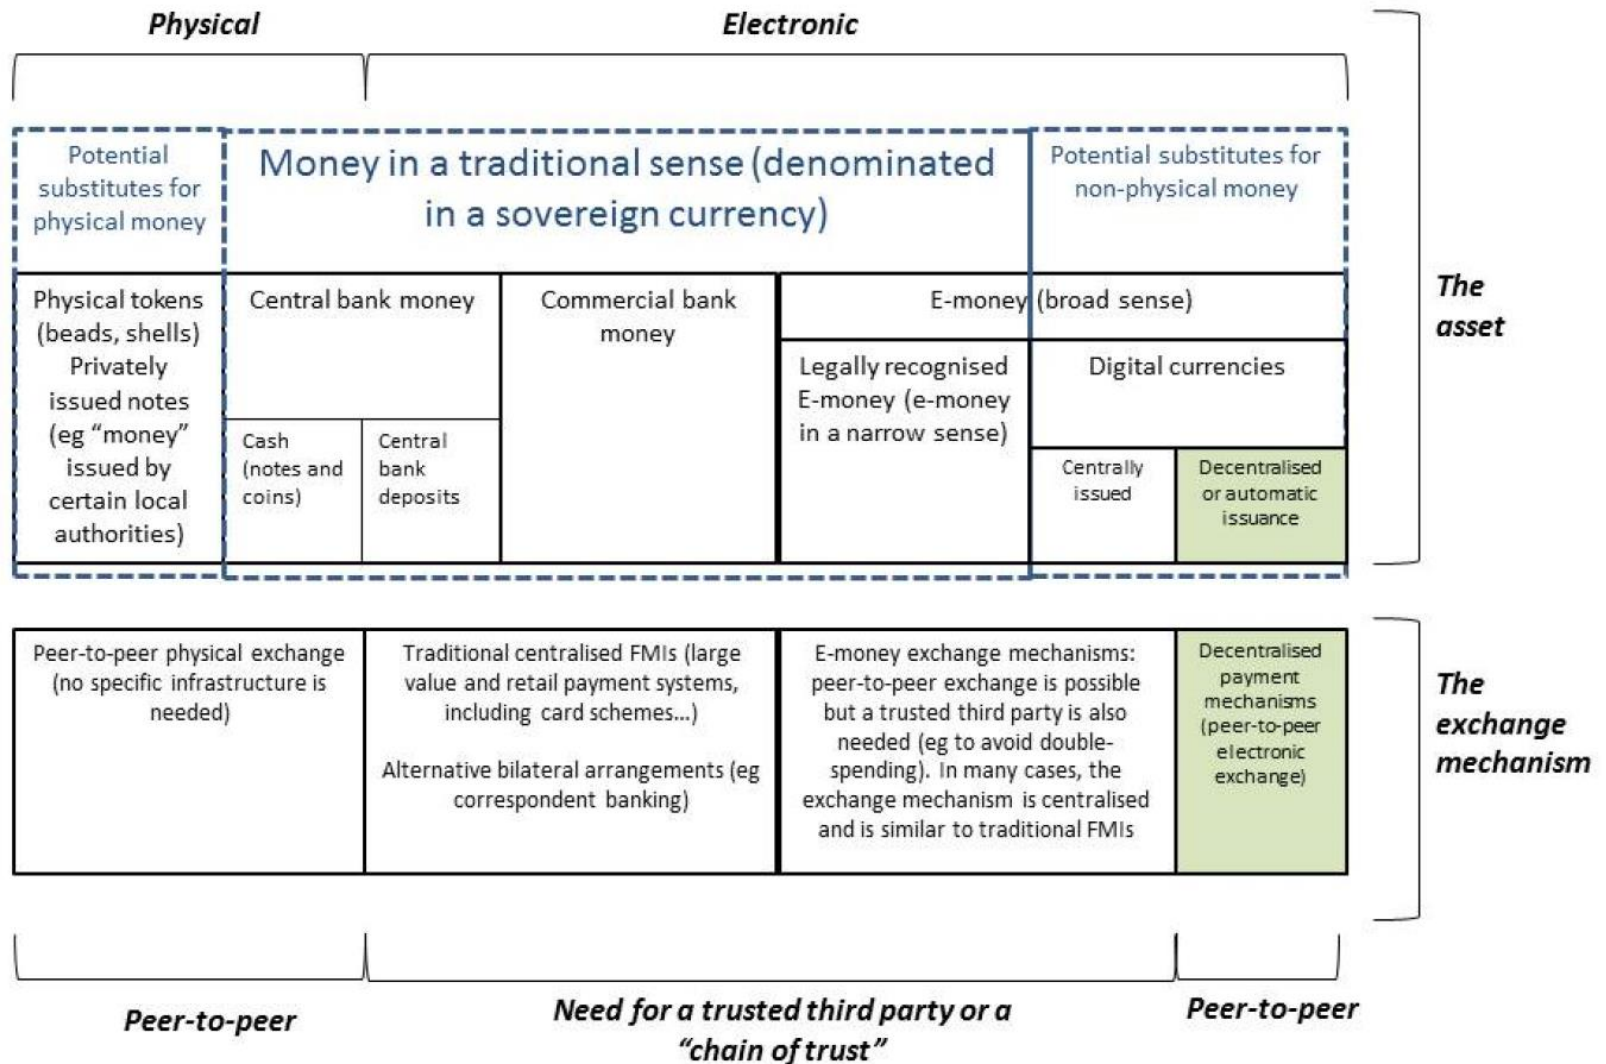 Physical
Electronic
Potential
substitutes for
physical money
Money in a traditional sense (denominated
in a sovereign currency)
Potential substitutes for
non-physical money
Physical tokens
(beads, shells)
Privately
issued notes
(eg “money”
issued by
certain local
authorities)
Central bank money
Cash
(notes and
coins)
Central
bank
deposits
Commercial bank
money
E-money (broad sense)
Legally recognised
E-money (e-money
in a narrow sense)
Digital currencies
Centrally
issued
Decentralised
or automatic
issuance
The
asset
Peer-to-peer physical exchange
(no specific infrastructure is
needed)
Traditional centralised FMIs (large
value and retail payment systems,
including card schemes…)
Alternative bilateral arrangements (eg
correspondent banking)
E-money exchange mechanisms:
peer-to-peer exchange is possible
but a trusted third party is also
needed (eg to avoid double-
spending). In many cases, the
exchange mechanism is centralised
and is similar to traditional FMIs
Decentralised
payment
mechanisms
(peer-to-peer
electronic
exchange)
The
exchange
mechanism
Peer-to-peer
Need for a trusted third party or a
“chain of trust”
Peer-to-peer